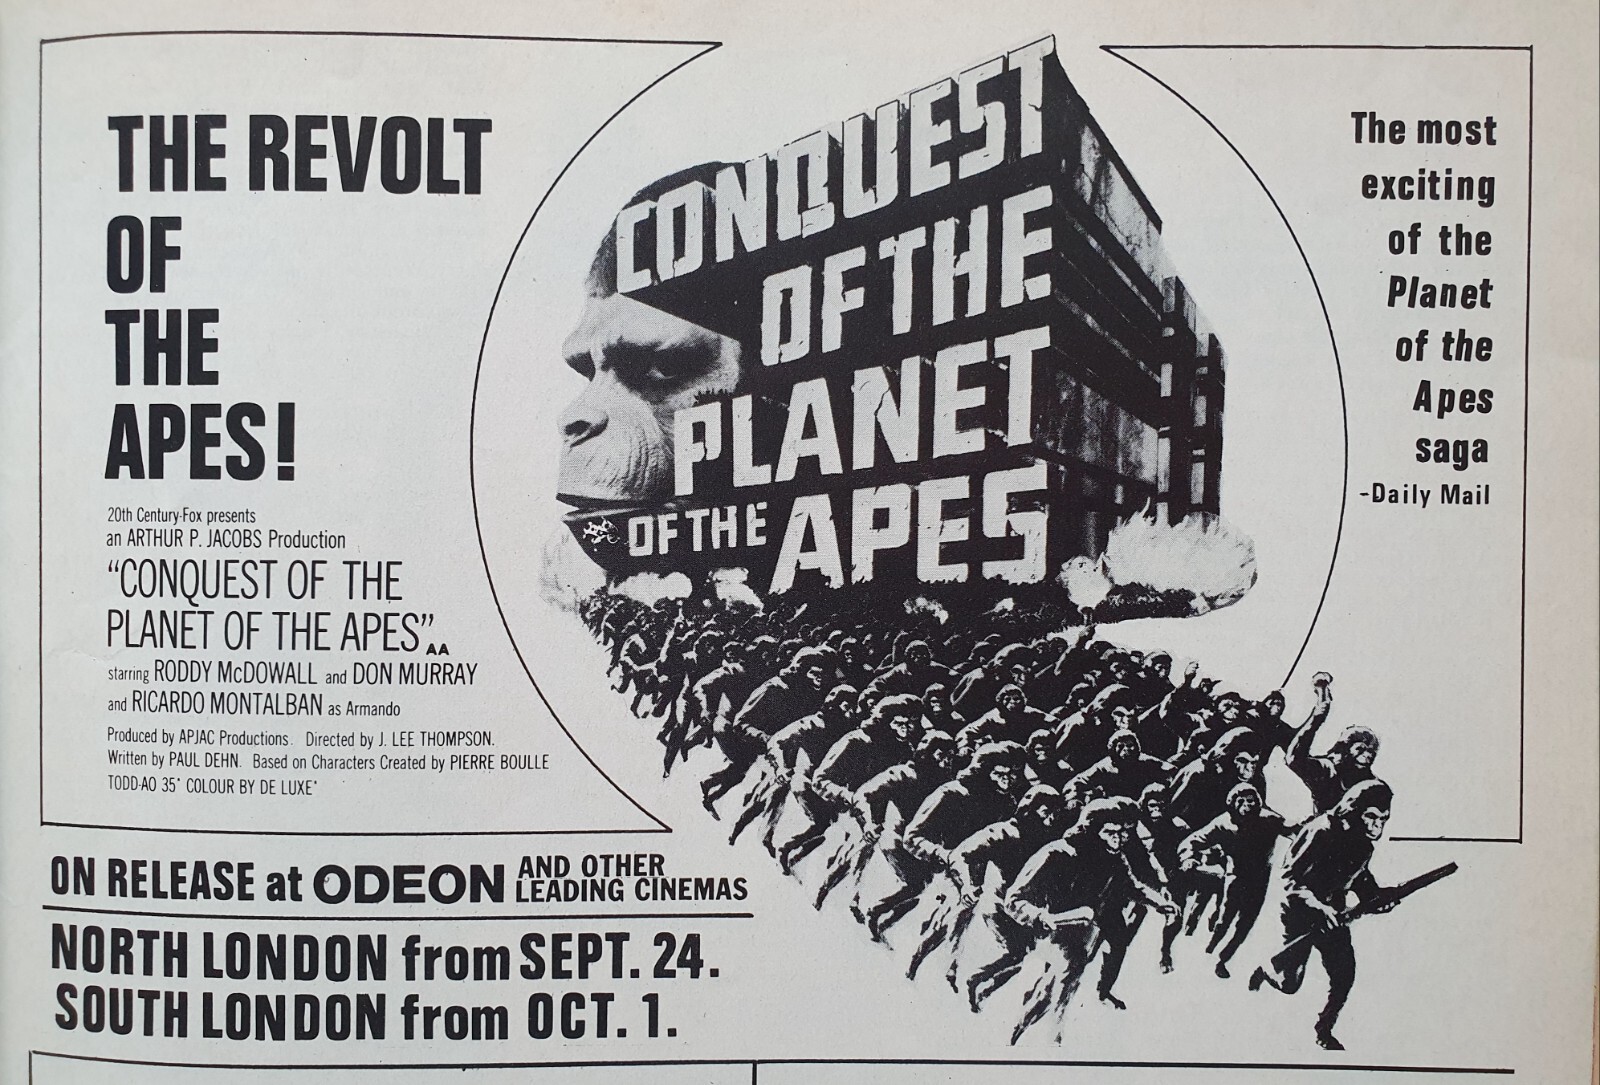 THE REVOLT
OF
THE
APES!
20th Century-Fox presents
an ARTHUR P. JACOBS Production
“CONQUEST OF THE
PLANET OF THE APES”AA
starring RODDY McDOWALL and DON MURRAY
and RICARDO MONTALBAN as Armando
Produced by APJAC Productions. Directed by J. LEE THOMPSON.
Written by PAUL DEHN. Based on Characters Created by PIERRE BOULLE
TODD-AO 35® COLOUR BY DE LUXE®
CONQUEST
OF THE
PLANET
OF THE APES
The most
exciting
of the
Planet
of the
Apes
saga
-Daily Mail
ON RELEASE at ODEON AND OTHER
LEADING CINEMAS
NORTH LONDON from SEPT. 24.
SOUTH LONDON from OCT. 1.